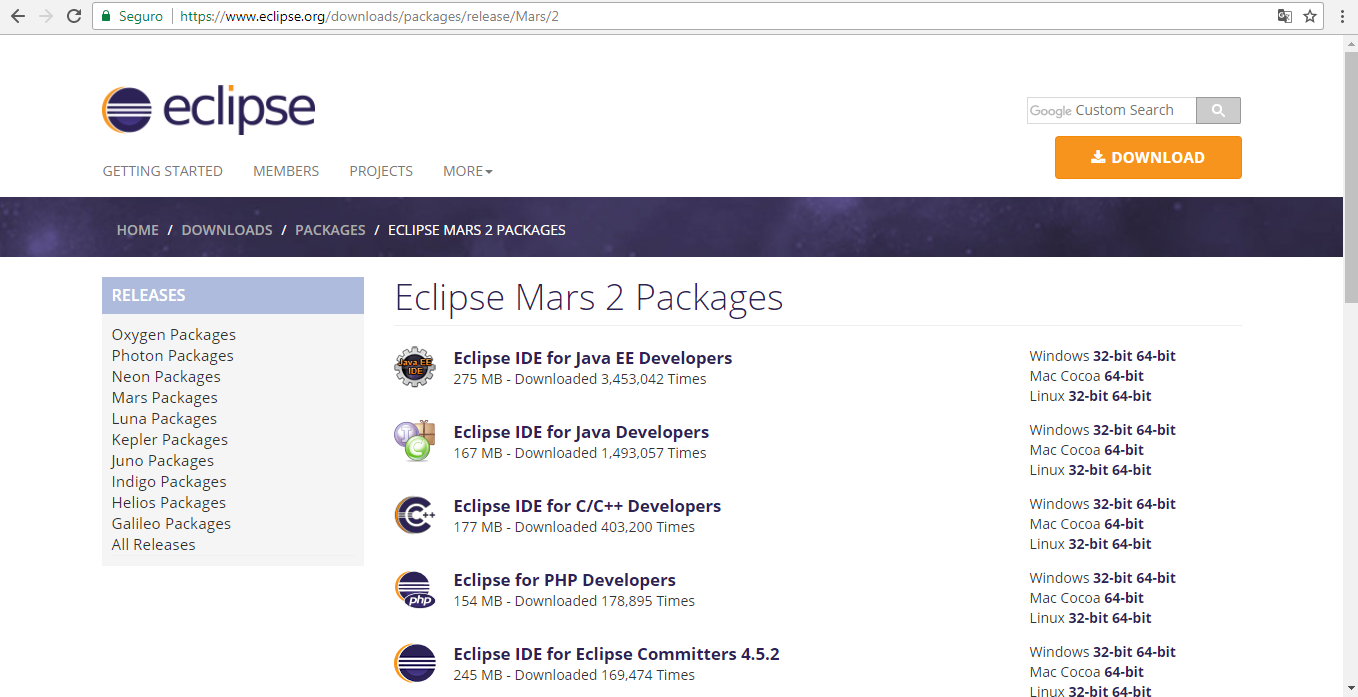 Seguro https://www.eclipse.org/downloads/packages/release/Mars/2
eclipse
Google Custom Search
DOWNLOAD
GETTING STARTED MEMBERS PROJECTS MORE
HOME / DOWNLOADS / PACKAGES / ECLIPSE MARS 2 PACKAGES
RELEASES
Oxygen Packages
Photon Packages
Neon Packages
Mars Packages
Luna Packages
Kepler Packages
Juno Packages
Indigo Packages
Helios Packages
Galileo Packages
All Releases
Eclipse Mars 2 Packages
Java EE
IDE
Eclipse IDE for Java EE Developers
275 MB - Downloaded 3,453,042 Times
Windows 32-bit 64-bit
Mac Cocoa 64-bit
Linux 32-bit 64-bit
J
C
Eclipse IDE for Java Developers
167 MB - Downloaded 1,493,057 Times
Windows 32-bit 64-bit
Mac Cocoa 64-bit
Linux 32-bit 64-bit
C++
Eclipse IDE for C/C++ Developers
177 MB - Downloaded 403,200 Times
Windows 32-bit 64-bit
Mac Cocoa 64-bit
Linux 32-bit 64-bit
php
Eclipse for PHP Developers
154 MB - Downloaded 178,895 Times
Windows 32-bit 64-bit
Mac Cocoa 64-bit
Linux 32-bit 64-bit
Eclipse IDE for Eclipse Committers 4.5.2
245 MB - Downloaded 169,474 Times
Windows 32-bit 64-bit
Mac Cocoa 64-bit
Linux 32-bit 64-bit